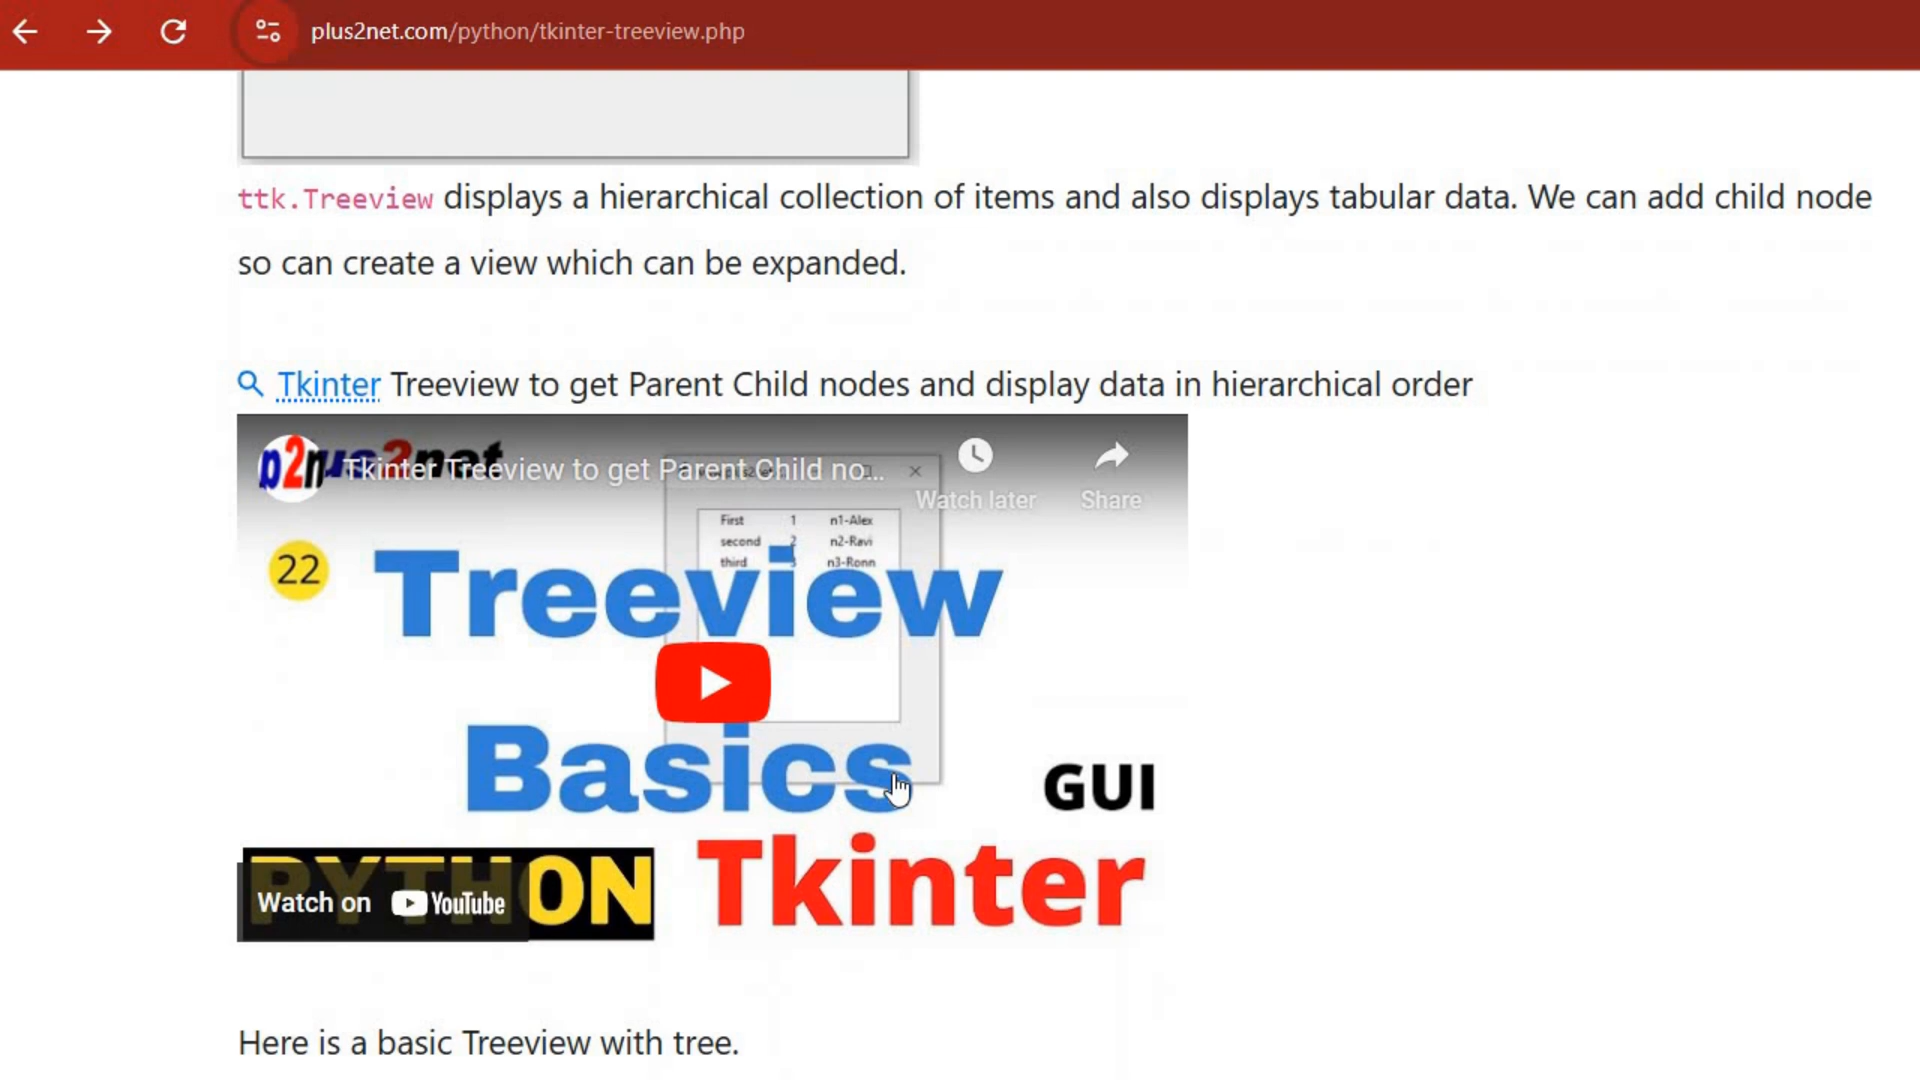 plus2net.com/python/tkinter-treeview.php
ttk.Treeview displays a hierarchical collection of items and also displays tabular data. We can add child node
so can create a view which can be expanded.
Tkinter Treeview to get Parent Child nodes and display data in hierarchical order
plus2net
p2n
Tkinter Treeview to get Parent Child no...
Watch later
Share
First 1 n1-Alex
second 2 n2-Ravi
third 3 n3-Ronn
22
Treeview
Basics
GUI
PYTHON
Watch on YouTube
Tkinter
Here is a basic Treeview with tree.